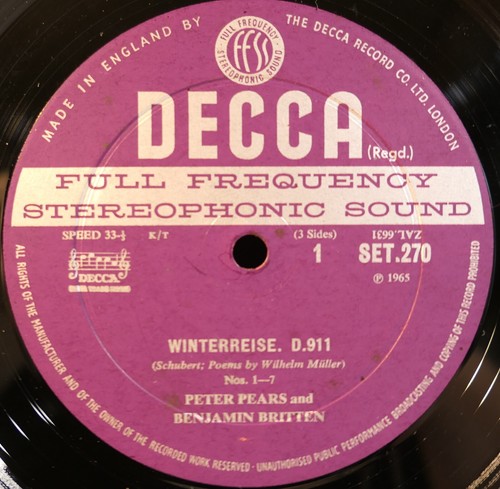 MADE IN ENGLAND BY THE DECCA RECORD CO. LTD. LONDON
FULL FREQUENCY
STEREOPHONIC SOUND
FFSS
DECCA (Regd.)
FULL FREQUENCY
STEREOPHONIC SOUND
SPEED 33⅓ K/T (3 Sides) ZAL.6631
DECCA 1 SET.270
℗ 1965
WINTERREISE. D.911
(Schubert; Poems by Wilhelm Müller)
Nos. 1—7
PETER PEARS and
BENJAMIN BRITTEN
ALL RIGHTS OF THE MANUFACTURER AND OF THE OWNER OF THE RECORDED WORK RESERVED · UNAUTHORISED PUBLIC PERFORMANCE BROADCASTING AND COPYING OF THIS RECORD PROHIBITED